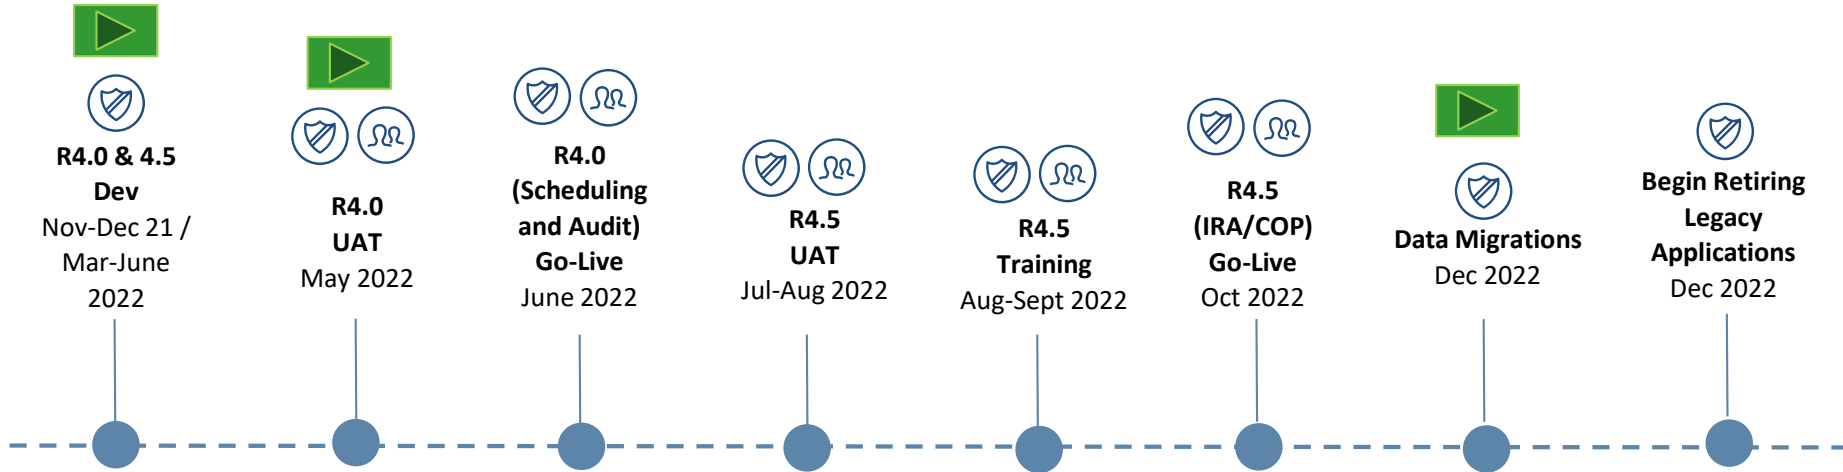 R4.0 & 4.5
Dev
Nov-Dec 21 /
Mar-June
2022
R4.0
UAT
May 2022
R4.0
(Scheduling
and Audit)
Go-Live
June 2022
R4.5
UAT
Jul-Aug 2022
R4.5
Training
Aug-Sept 2022
R4.5
(IRA/COP)
Go-Live
Oct 2022
Data Migrations
Dec 2022
Begin Retiring
Legacy
Applications
Dec 2022